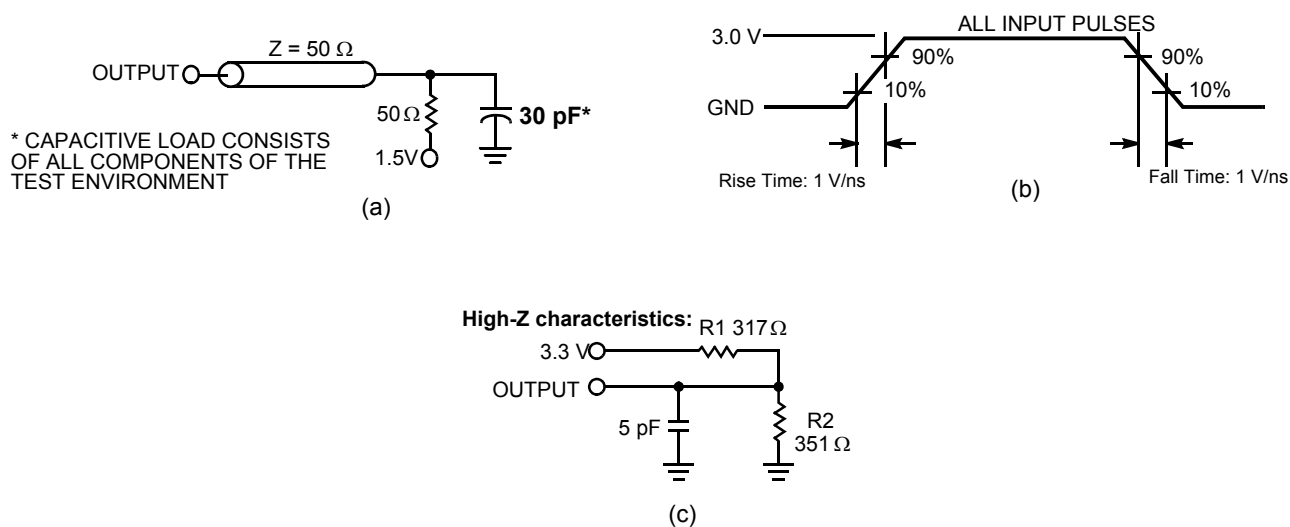 Z = 50 Ω
OUTPUT
50 Ω
30 pF*
1.5V
* CAPACITIVE LOAD CONSISTS
OF ALL COMPONENTS OF THE
TEST ENVIRONMENT
(a)
ALL INPUT PULSES
3.0 V
90%
90%
10%
10%
GND
Rise Time: 1 V/ns
Fall Time: 1 V/ns
(b)
High-Z characteristics:
R1 317 Ω
3.3 V
OUTPUT
5 pF
R2
351 Ω
(c)